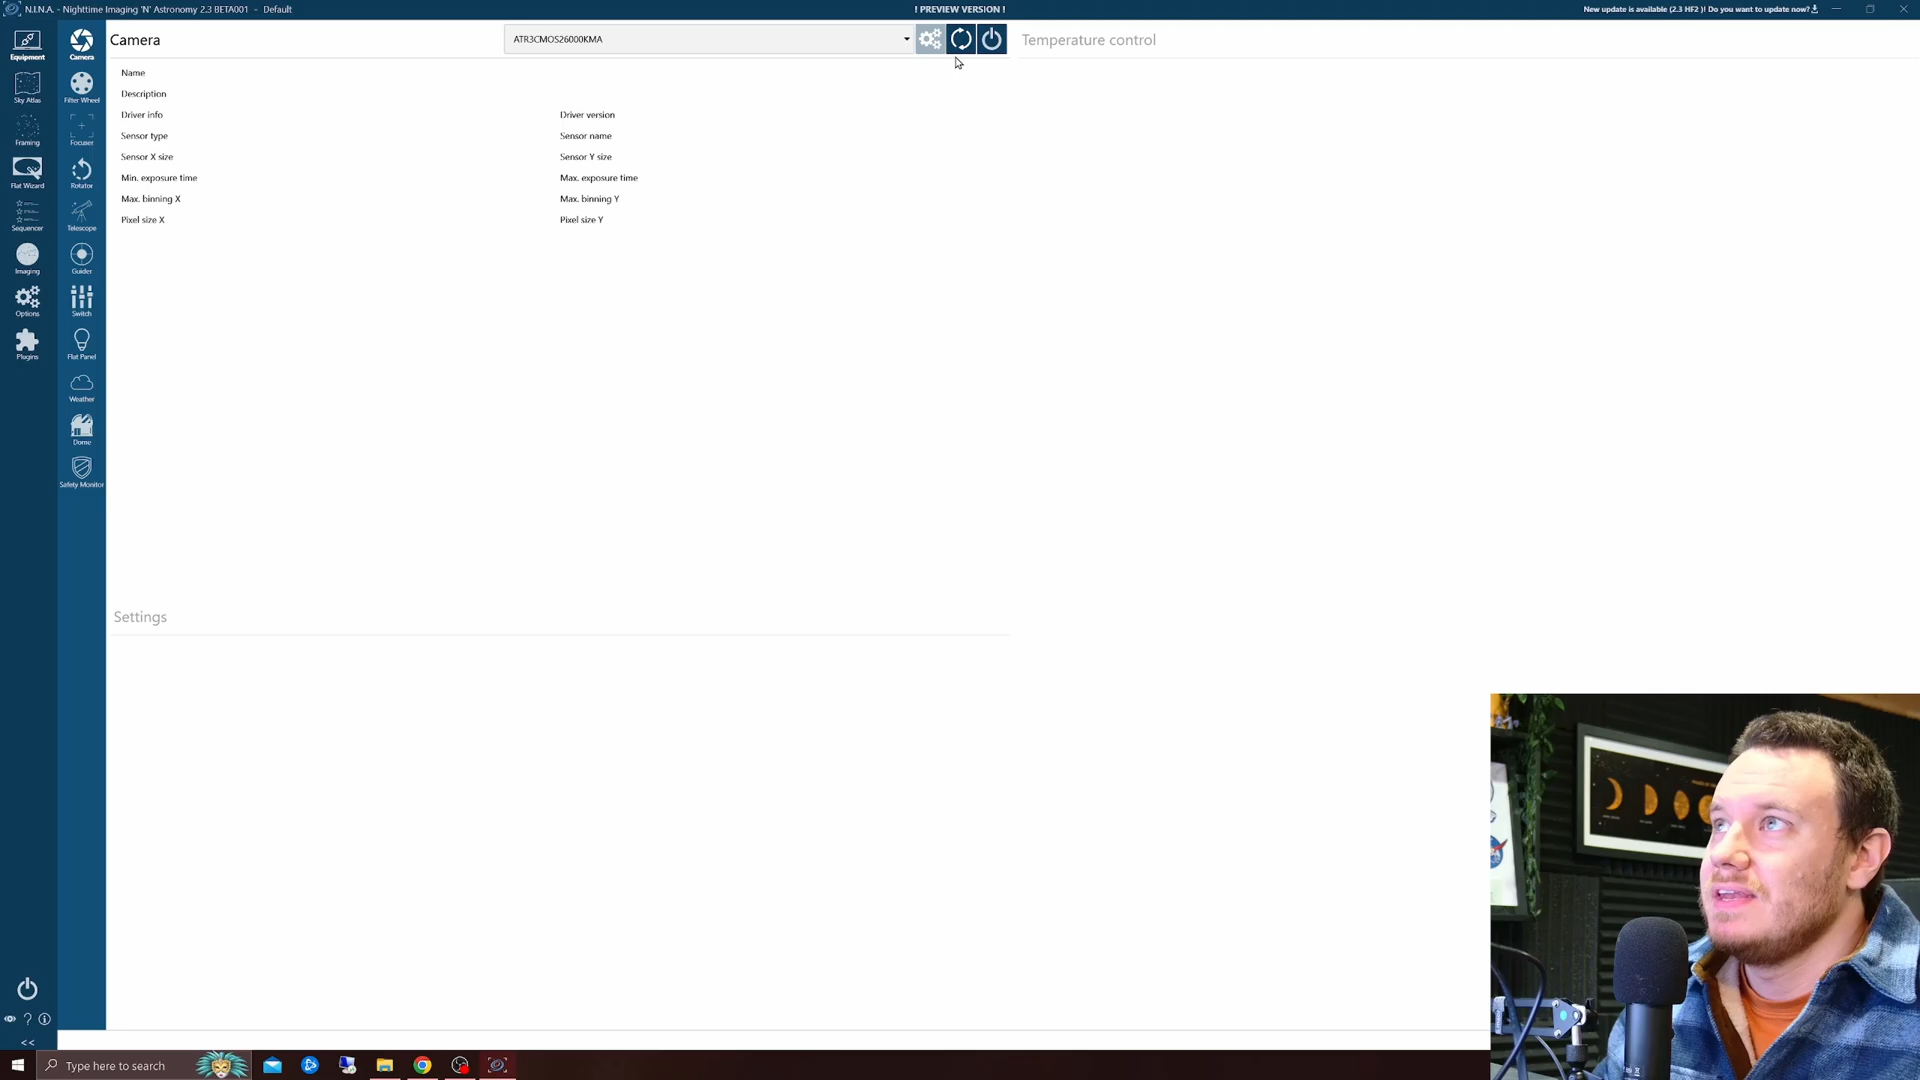 N.I.N.A. - Nighttime Imaging 'N' Astronomy 2.3 BETA001 - Default
! PREVIEW VERSION !
New update is available (2.3 HF2 )! Do you want to update now?
Equipment
Sky Atlas
Framing
Flat Wizard
Sequencer
Imaging
Options
Plugins
Camera
Filter Wheel
Focuser
Rotator
Telescope
Guider
Switch
Flat Panel
Weather
Dome
Safety Monitor
Camera
ATR3CMOS26000KMA
Temperature control
Name
Description
Driver info
Driver version
Sensor type
Sensor name
Sensor X size
Sensor Y size
Min. exposure time
Max. exposure time
Max. binning X
Max. binning Y
Pixel size X
Pixel size Y
Settings
?
<<
Type here to search